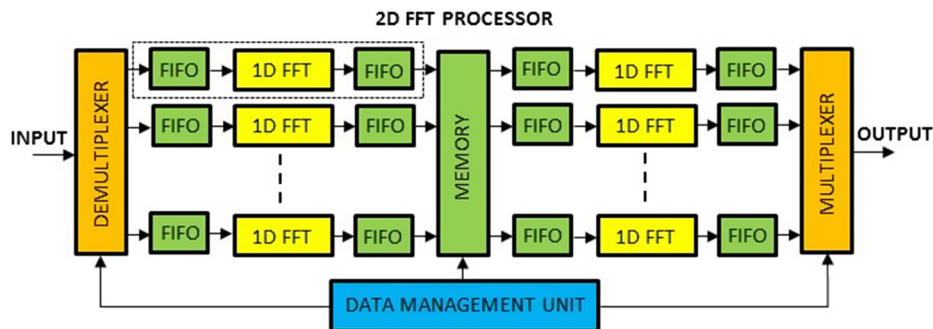 2D FFT PROCESSOR
INPUT
DEMULTIPLEXER
FIFO
1D FFT
FIFO
FIFO
1D FFT
FIFO
FIFO
1D FFT
FIFO
MEMORY
FIFO
1D FFT
FIFO
FIFO
1D FFT
FIFO
FIFO
1D FFT
FIFO
MULTIPLEXER
OUTPUT
DATA MANAGEMENT UNIT